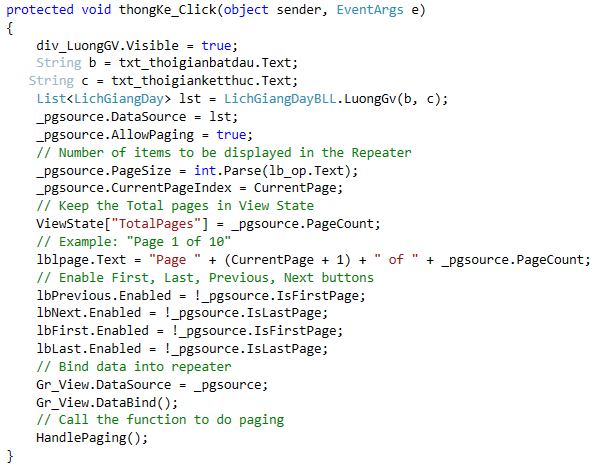 protected void thongKe_Click(object sender, EventArgs e)
{
div_LuongGV.Visible = true;
String b = txt_thoigianbatdau.Text;
String c = txt_thoigianketthuc.Text;
List<LichGiangDay> lst = LichGiangDayBLL.LuongGv(b, c);
_pgsource.DataSource = lst;
_pgsource.AllowPaging = true;
// Number of items to be displayed in the Repeater
_pgsource.PageSize = int.Parse(lb_op.Text);
_pgsource.CurrentPageIndex = CurrentPage;
// Keep the Total pages in View State
ViewState["TotalPages"] = _pgsource.PageCount;
// Example: "Page 1 of 10"
lblpage.Text = "Page " + (CurrentPage + 1) + " of " + _pgsource.PageCount;
// Enable First, Last, Previous, Next buttons
lbPrevious.Enabled = !_pgsource.IsFirstPage;
lbNext.Enabled = !_pgsource.IsLastPage;
lbFirst.Enabled = !_pgsource.IsFirstPage;
lbLast.Enabled = !_pgsource.IsLastPage;
// Bind data into repeater
Gr_View.DataSource = _pgsource;
Gr_View.DataBind();
// Call the function to do paging
HandlePaging();
}